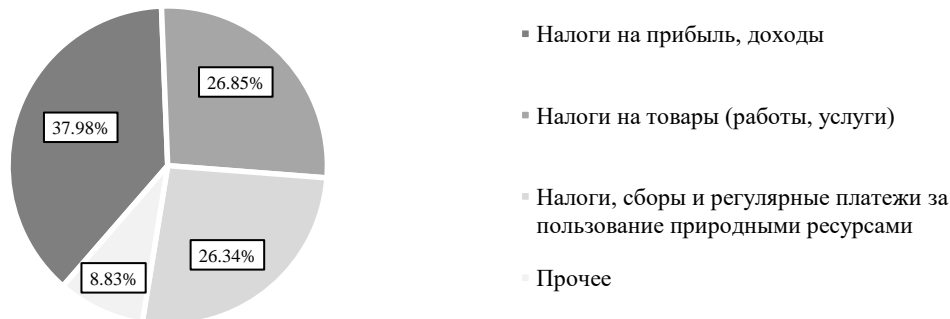 26.85%
37.98%
26.34%
8.83%
Налоги на прибыль, доходы
Налоги на товары (работы, услуги)
Налоги, сборы и регулярные платежи за
пользование природными ресурсами
Прочее